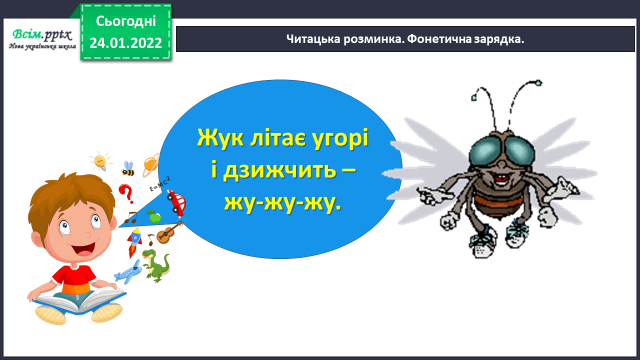 Всім.pptx
Нова українська школа
Сьогодні
24.01.2022
Читацька розминка. Фонетична зарядка.
Жук літає угорі
і дзижчить –
жу-жу-жу.
E=mc2